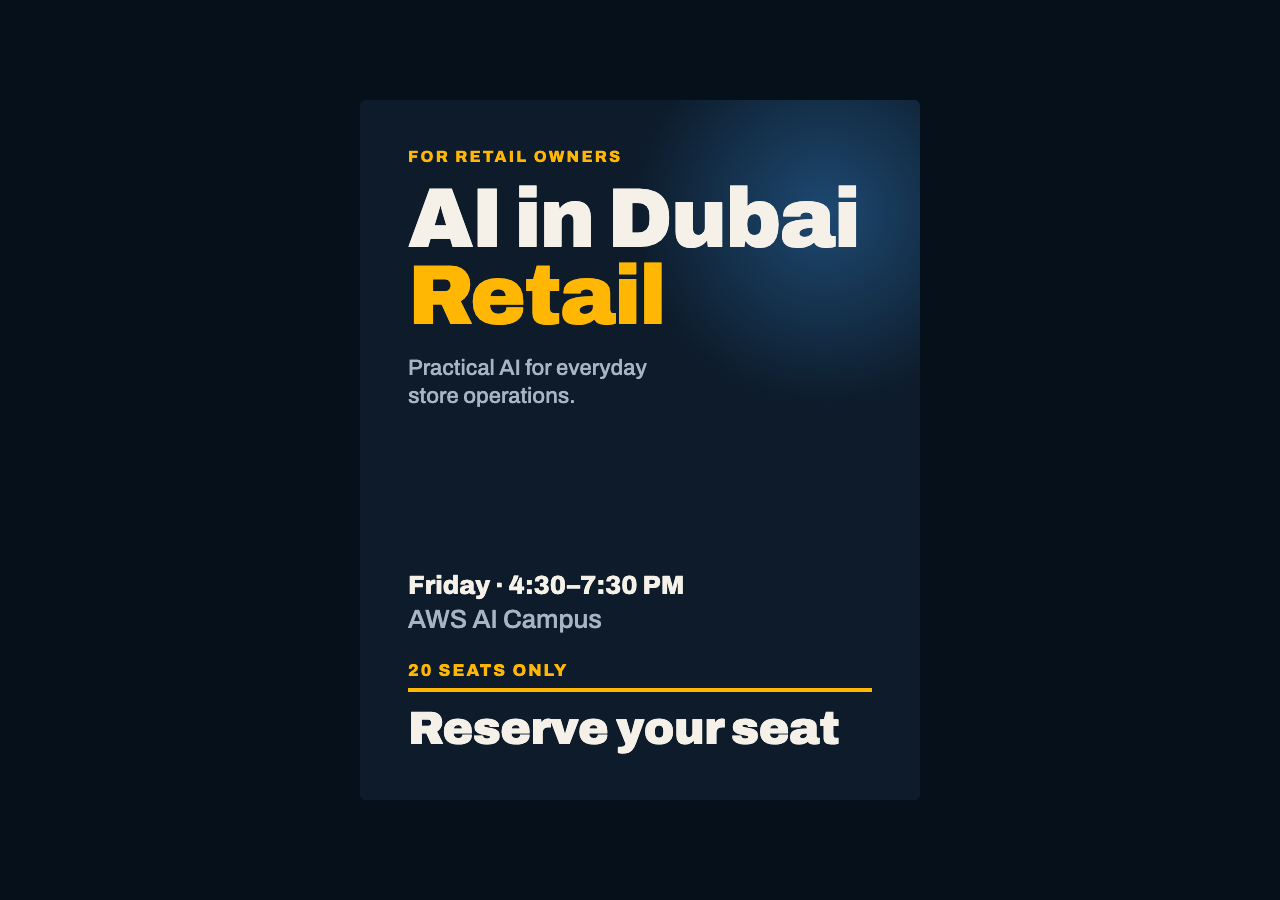 FOR RETAIL OWNERS
AI in Dubai
Retail
Practical AI for everyday
store operations.
Friday · 4:30–7:30 PM
AWS AI Campus
20 SEATS ONLY
Reserve your seat